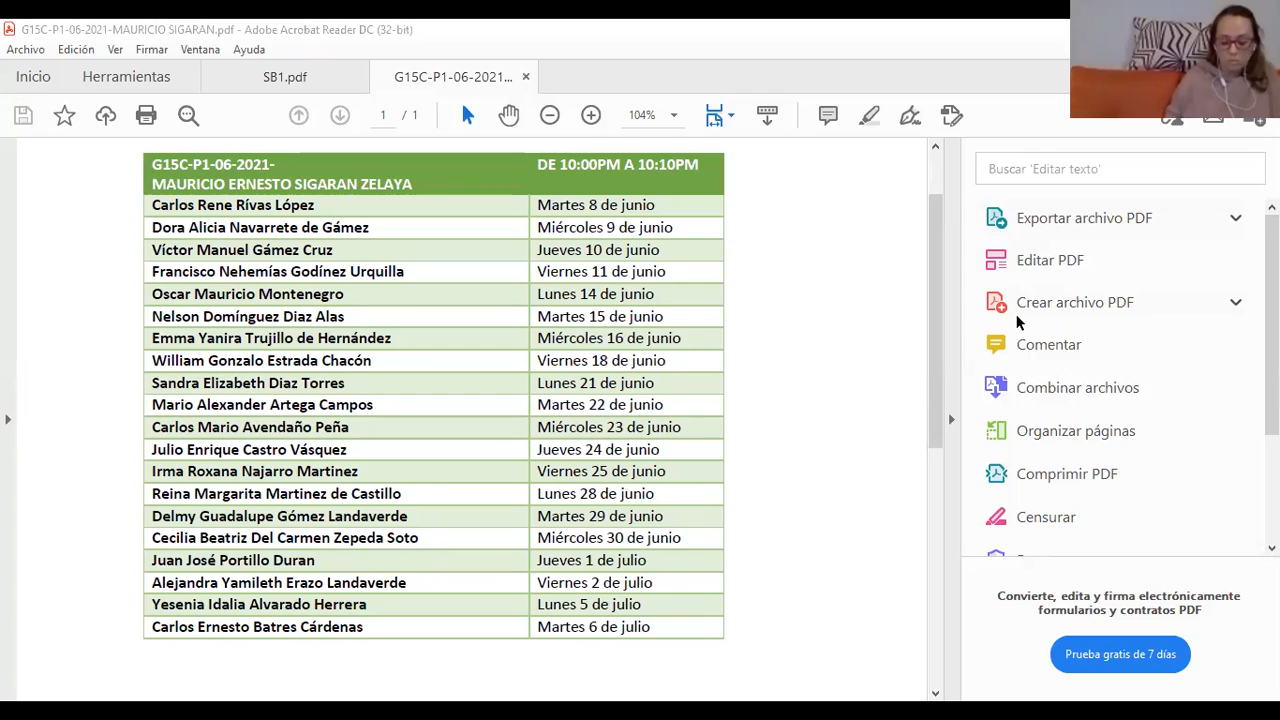 G15C-P1-06-2021-MAURICIO SIGARAN.pdf - Adobe Acrobat Reader DC (32-bit)
Archivo Edición Ver Firmar Ventana Ayuda
Inicio Herramientas SB1.pdf G15C-P1-06-2021... ×
1 / 1 104%
G15C-P1-06-2021- DE 10:00PM A 10:10PM
MAURICIO ERNESTO SIGARAN ZELAYA
Carlos Rene Rívas López Martes 8 de junio
Dora Alicia Navarrete de Gámez Miércoles 9 de junio
Víctor Manuel Gámez Cruz Jueves 10 de junio
Francisco Nehemías Godínez Urquilla Viernes 11 de junio
Oscar Mauricio Montenegro Lunes 14 de junio
Nelson Domínguez Diaz Alas Martes 15 de junio
Emma Yanira Trujillo de Hernández Miércoles 16 de junio
William Gonzalo Estrada Chacón Viernes 18 de junio
Sandra Elizabeth Diaz Torres Lunes 21 de junio
Mario Alexander Artega Campos Martes 22 de junio
Carlos Mario Avendaño Peña Miércoles 23 de junio
Julio Enrique Castro Vásquez Jueves 24 de junio
Irma Roxana Najarro Martinez Viernes 25 de junio
Reina Margarita Martinez de Castillo Lunes 28 de junio
Delmy Guadalupe Gómez Landaverde Martes 29 de junio
Cecilia Beatriz Del Carmen Zepeda Soto Miércoles 30 de junio
Juan José Portillo Duran Jueves 1 de julio
Alejandra Yamileth Erazo Landaverde Viernes 2 de julio
Yesenia Idalia Alvarado Herrera Lunes 5 de julio
Carlos Ernesto Batres Cárdenas Martes 6 de julio
Buscar 'Editar texto'
Exportar archivo PDF
Editar PDF
Crear archivo PDF
Comentar
Combinar archivos
Organizar páginas
Comprimir PDF
Censurar
Convierte, edita y firma electrónicamente
formularios y contratos PDF
Prueba gratis de 7 días